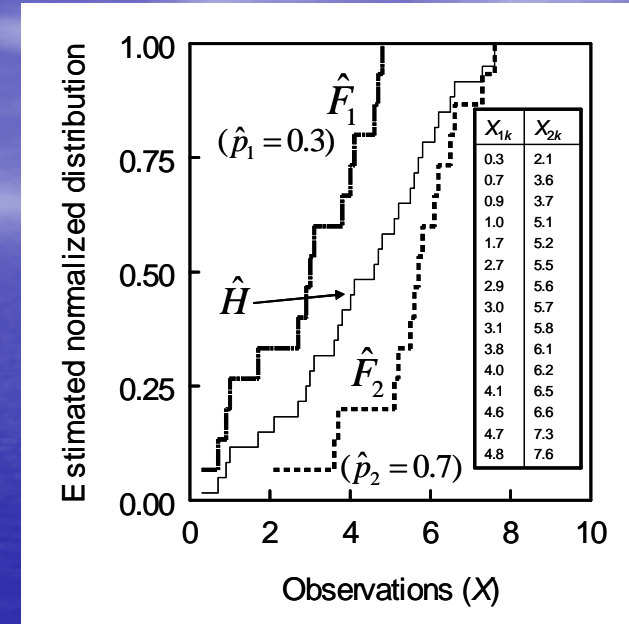 E stimated normalized distribution
1.00
0.75
0.50
0.25
0.00
0 2 4 6 8 10
Observations (X)
F̂₁
(p̂₁ = 0.3)
Ĥ
F̂₂
(p̂₂ = 0.7)
X₁ₖ X₂ₖ
0.3 2.1
0.7 3.6
0.9 3.7
1.0 5.1
1.7 5.2
2.7 5.5
2.9 5.6
3.0 5.7
3.1 5.8
3.8 6.1
4.0 6.2
4.1 6.5
4.6 6.6
4.7 7.3
4.8 7.6